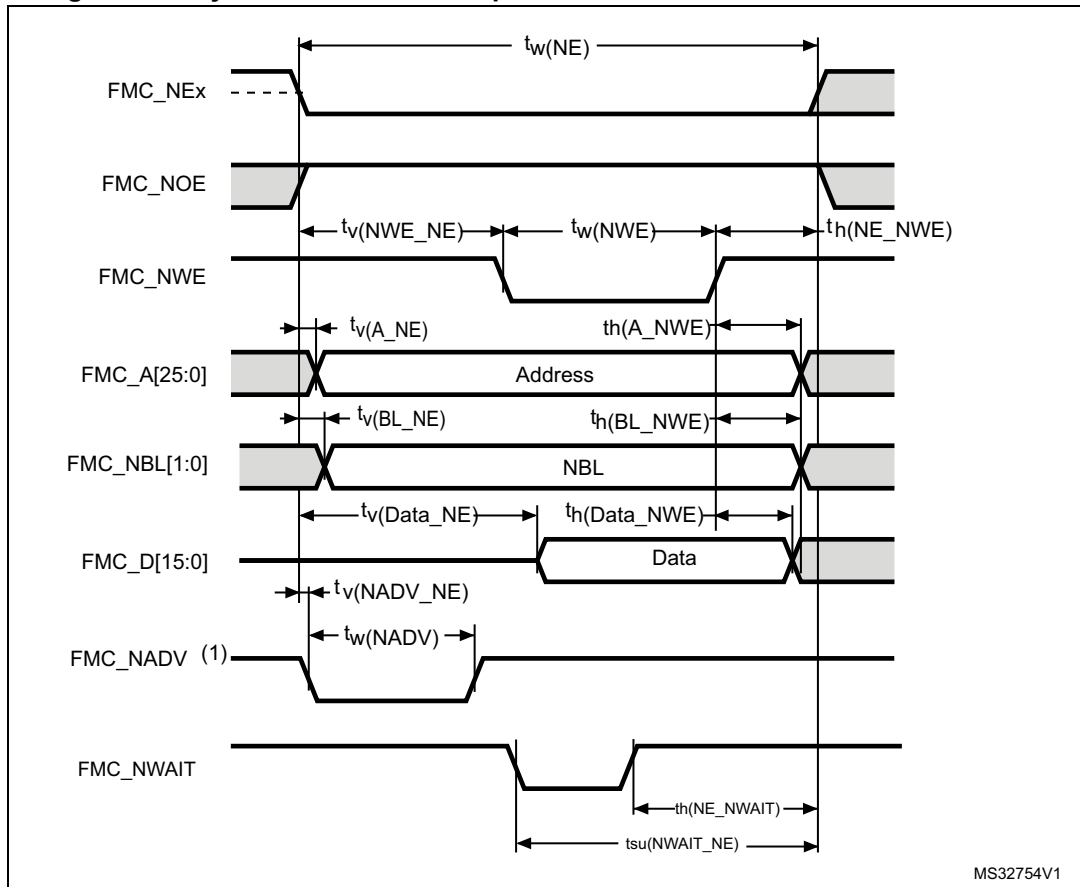 tw(NE)
FMC_NEx
FMC_NOE
tv(NWE_NE) tw(NWE) th(NE_NWE)
FMC_NWE
tv(A_NE) th(A_NWE)
FMC_A[25:0] Address
tv(BL_NE) th(BL_NWE)
FMC_NBL[1:0] NBL
tv(Data_NE) th(Data_NWE)
FMC_D[15:0] Data
tv(NADV_NE)
tw(NADV)
FMC_NADV (1)
FMC_NWAIT
th(NE_NWAIT)
tsu(NWAIT_NE)
MS32754V1